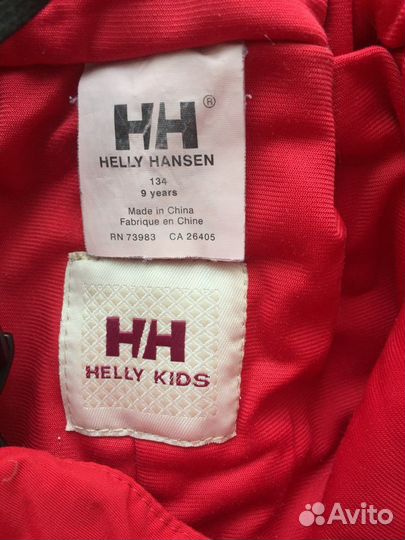 HH®
HELLY HANSEN
134
9 years
Made in China
Fabrique en Chine
RN 73983 CA 26405
HH
HELLY KIDS
Avito